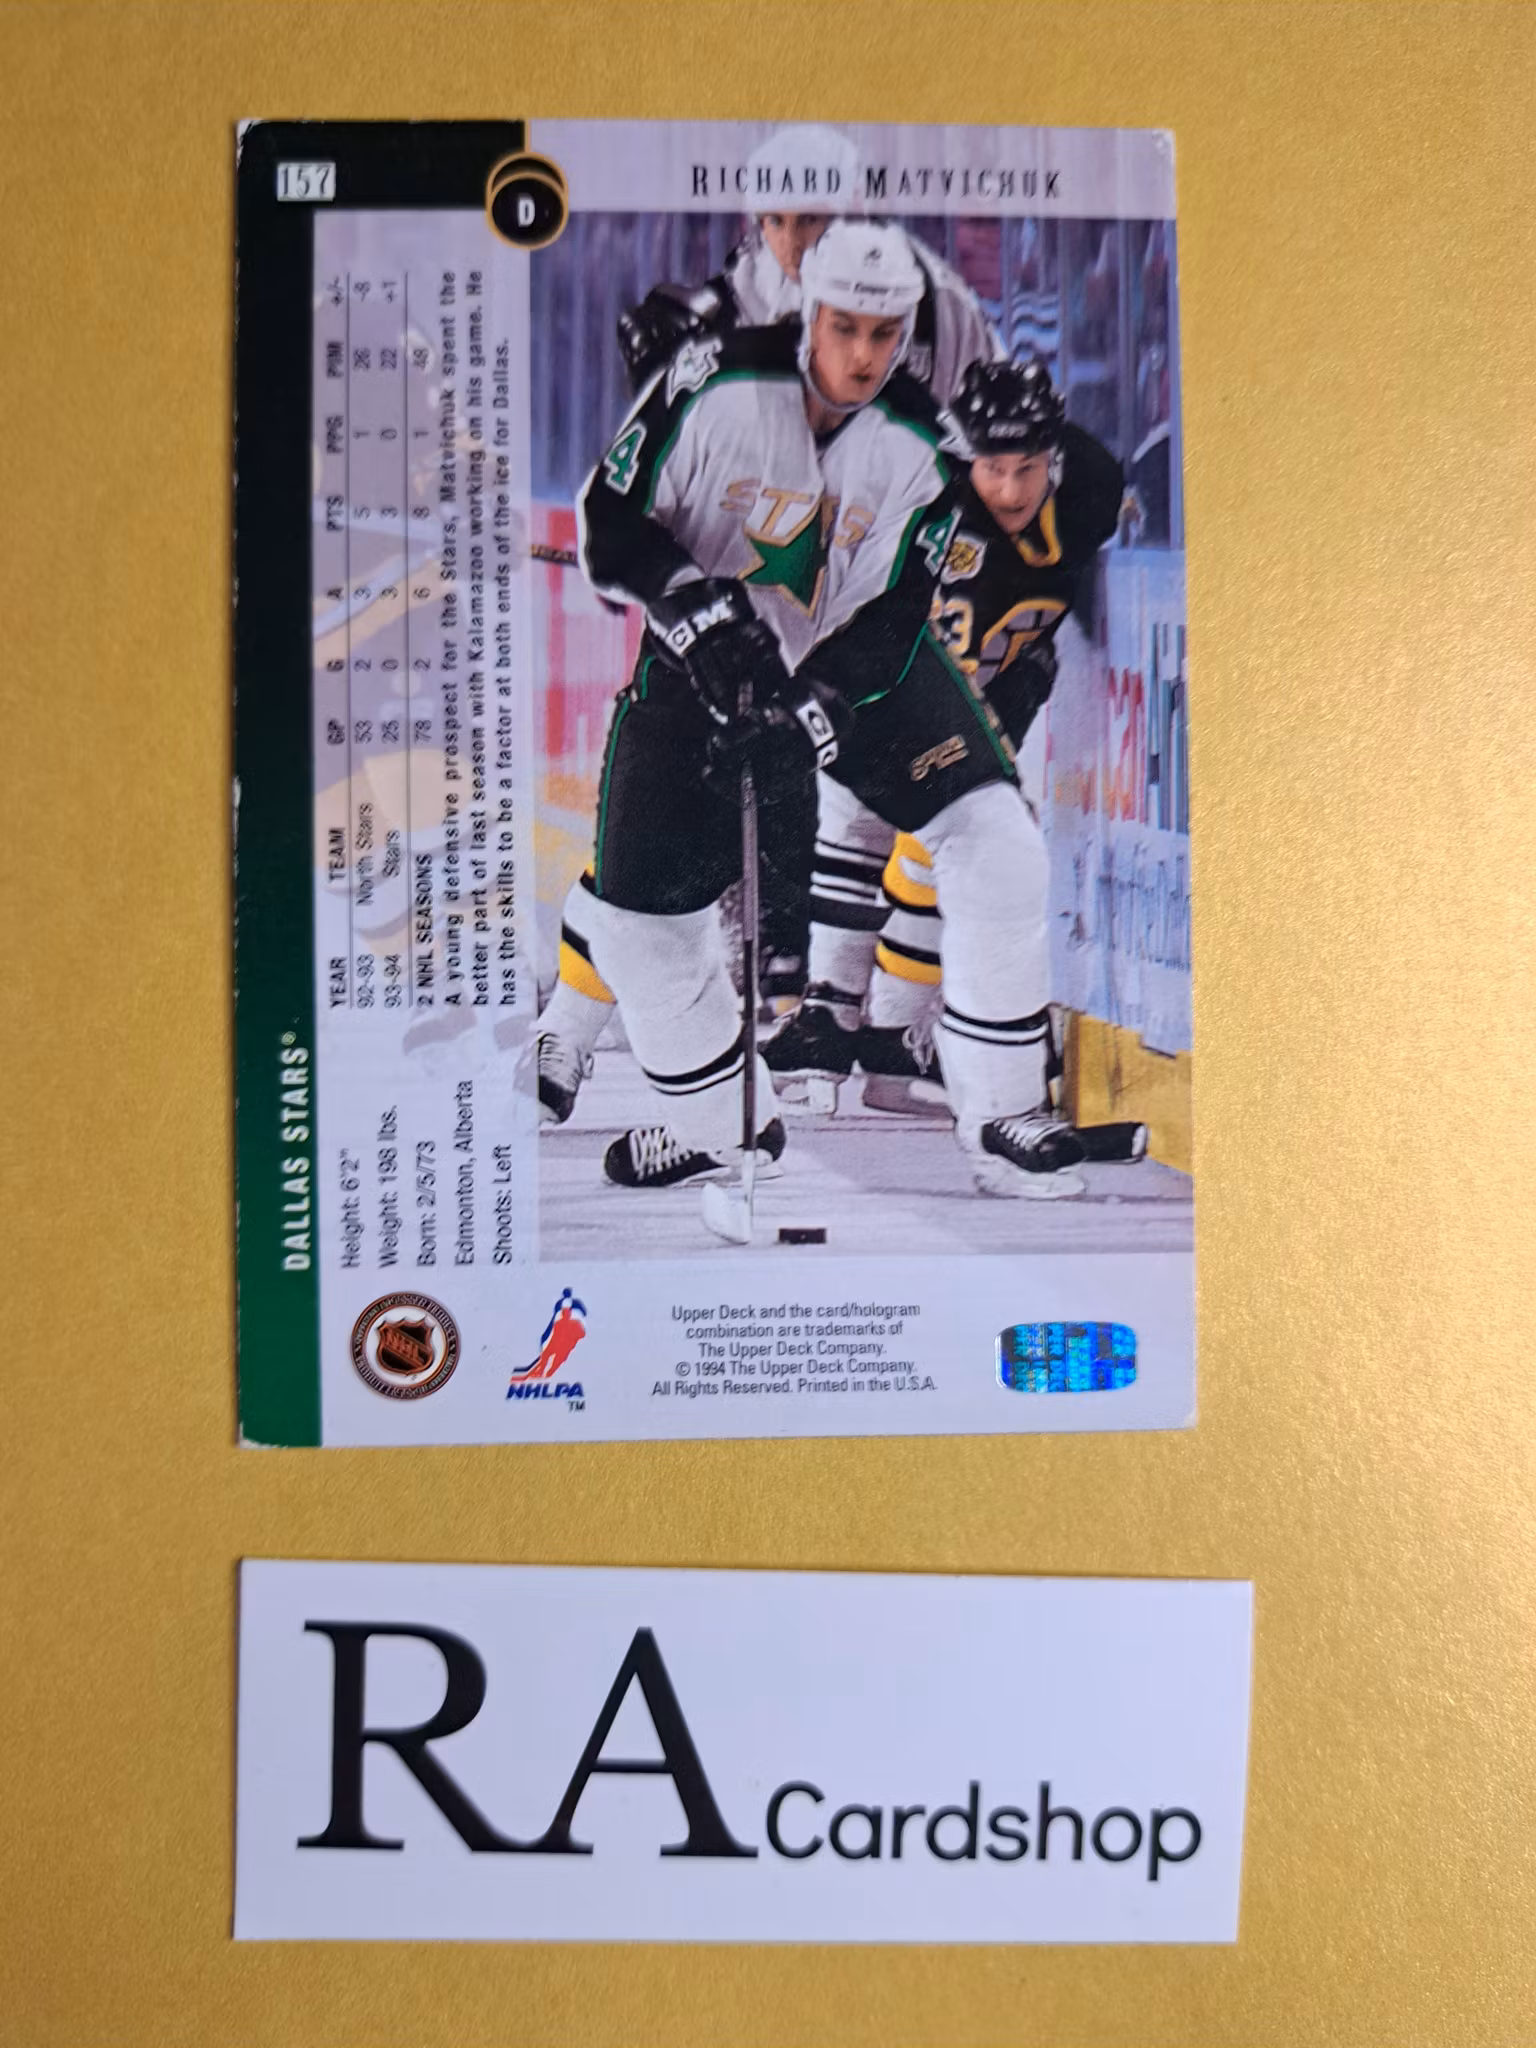 157
D
RICHARD MATVICHUK
DALLAS STARS®
Height: 6'2"
Weight: 198 lbs.
Born: 2/5/73
Edmonton, Alberta
Shoots: Left
YEAR TEAM GP G A PTS PPG PIM +/-
92-93 North Stars 53 2 3 5 1 26 -8
93-94 Stars 25 0 3 3 0 22 +1
2 NHL SEASONS 78 2 6 8 1 48
A young defensive prospect for the Stars, Matvichuk spent the
better part of last season with Kalamazoo working on his game. He
has the skills to be a factor at both ends of the ice for Dallas.
4
STARS
4
CCM
NHL
NHLPA
TM
Upper Deck and the card/hologram
combination are trademarks of
The Upper Deck Company.
© 1994 The Upper Deck Company.
All Rights Reserved. Printed in the U.S.A.
RA Cardshop